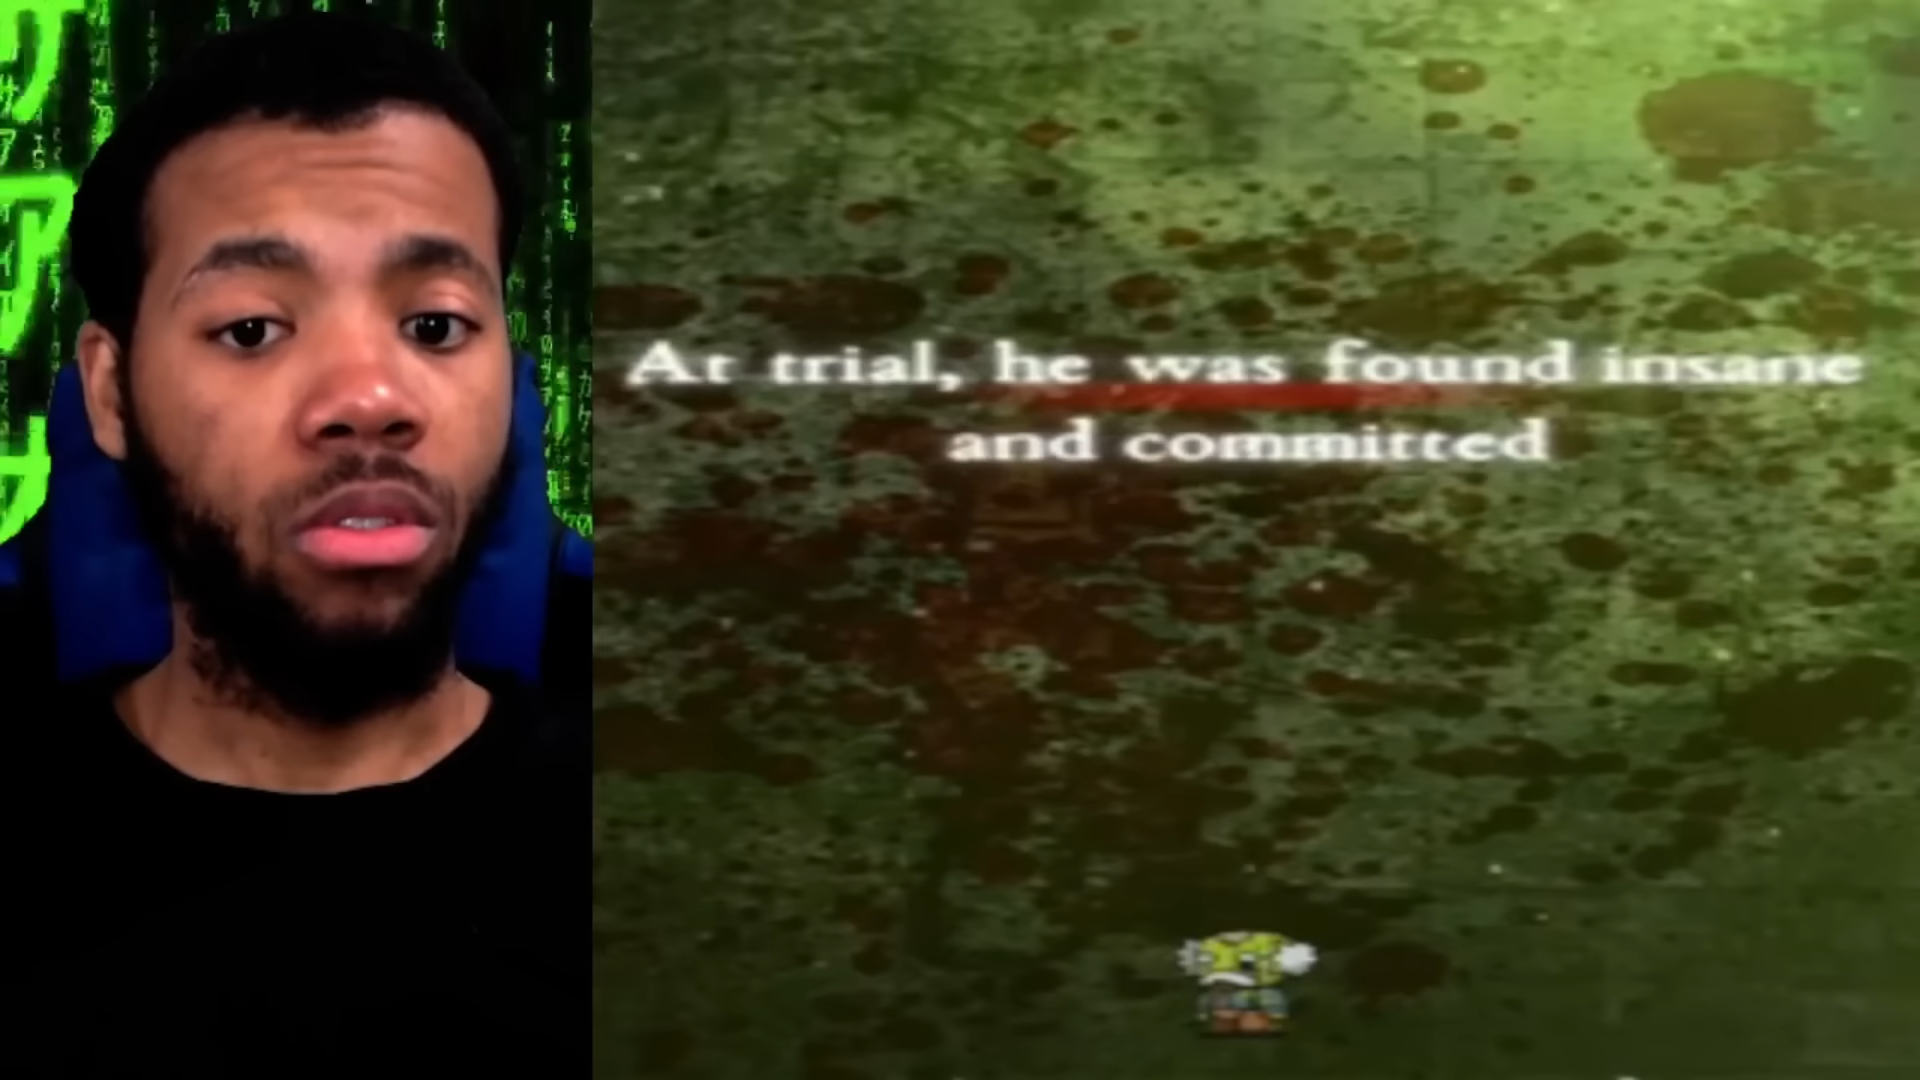 At trial, he was found insane
and committed